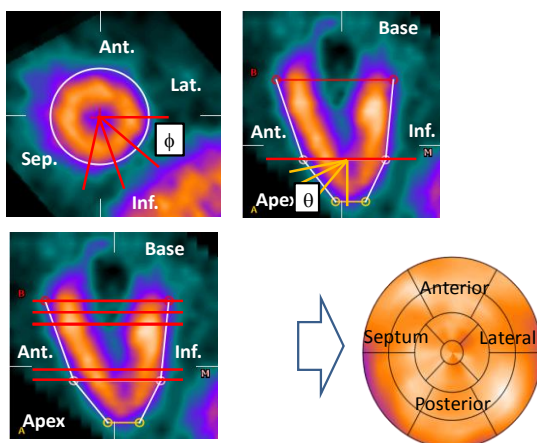 Ant.
Lat.
ϕ
Sep.
Inf.
Base
B
Ant.
Inf.
M
Apex
θ
A
Base
B
Ant.
Inf.
M
Apex
A
Anterior
Septum
Lateral
Posterior